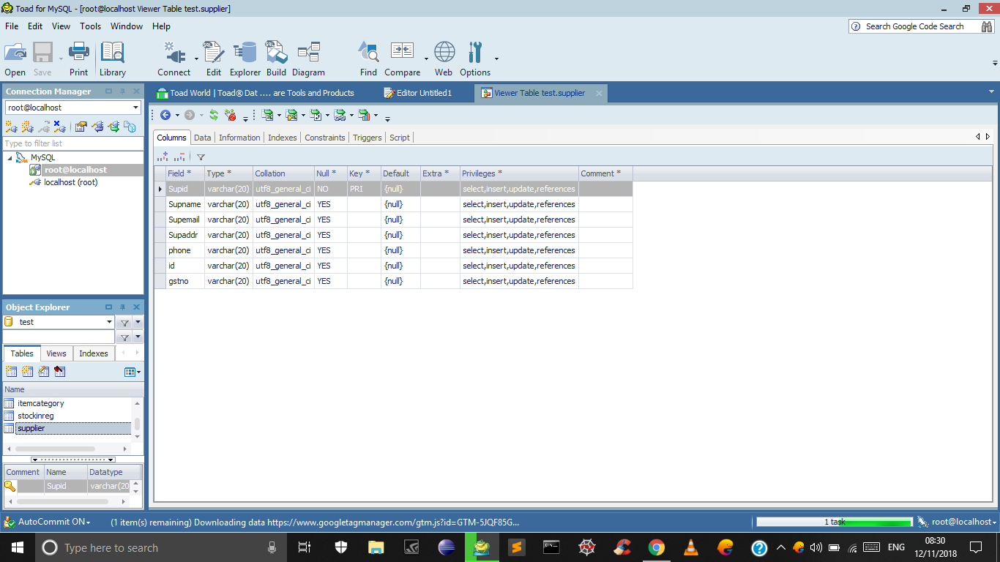 Toad for MySQL - [root@localhost Viewer Table test.supplier]
File Edit View Tools Window Help
Search Google Code Search
Open Save Print Library Connect Edit Explorer Build Diagram Find Compare Web Options
Connection Manager
Toad World | Toad® Dat .... are Tools and Products
Editor Untitled1
Viewer Table test.supplier
root@localhost
Type to filter list
MySQL
root@localhost
localhost (root)
Columns Data Information Indexes Constraints Triggers Script
Field * Type * Collation Null * Key * Default Extra * Privileges * Comment *
Supid varchar(20) utf8_general_ci NO PRI {null} select,insert,update,references
Supname varchar(20) utf8_general_ci YES {null} select,insert,update,references
Supemail varchar(20) utf8_general_ci YES {null} select,insert,update,references
Supaddr varchar(20) utf8_general_ci YES {null} select,insert,update,references
phone varchar(20) utf8_general_ci YES {null} select,insert,update,references
id varchar(20) utf8_general_ci YES {null} select,insert,update,references
gstno varchar(20) utf8_general_ci YES {null} select,insert,update,references
Object Explorer
test
Tables Views Indexes
Name
itemcategory
stockinreg
supplier
Comment Name Datatype
Supid varchar(20
AutoCommit ON
(1 item(s) remaining) Downloading data https://www.googletagmanager.com/gtm.js?id=GTM-5JQF85G...
1 task
root@localhost
Type here to search
ENG
08:30
12/11/2018